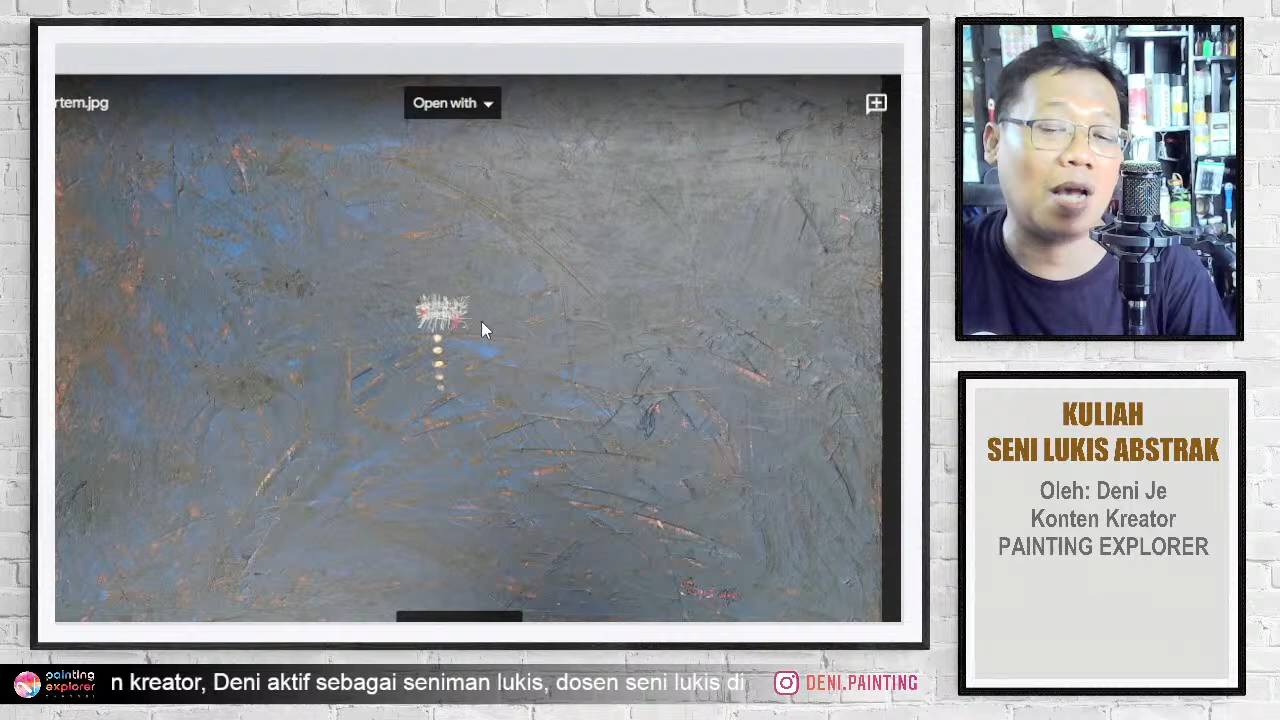 rtem.jpg
Open with
KULIAH
SENI LUKIS ABSTRAK
Oleh: Deni Je
Konten Kreator
PAINTING EXPLORER
painting
explorer
CHANNEL
n kreator, Deni aktif sebagai seniman lukis, dosen seni lukis di
DENI.PAINTING